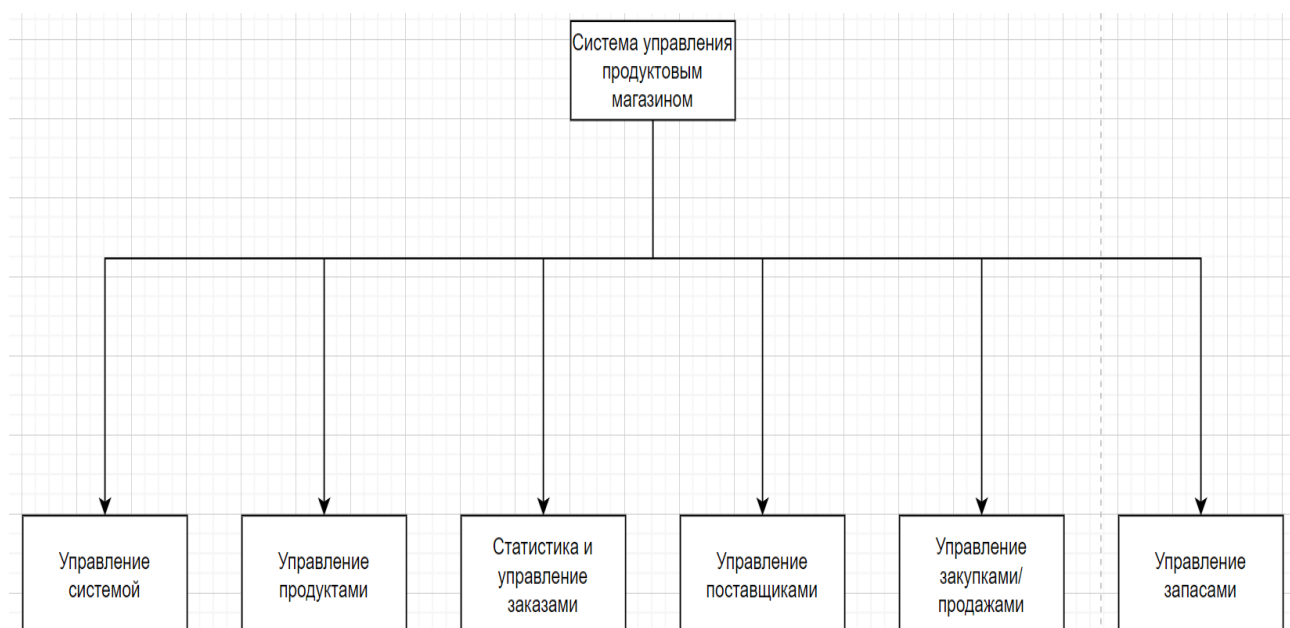 Система управления
продуктовым
магазином
Управление
системой
Управление
продуктами
Статистика и
управление
заказами
Управление
поставщиками
Управление
закупками/
продажами
Управление
запасами